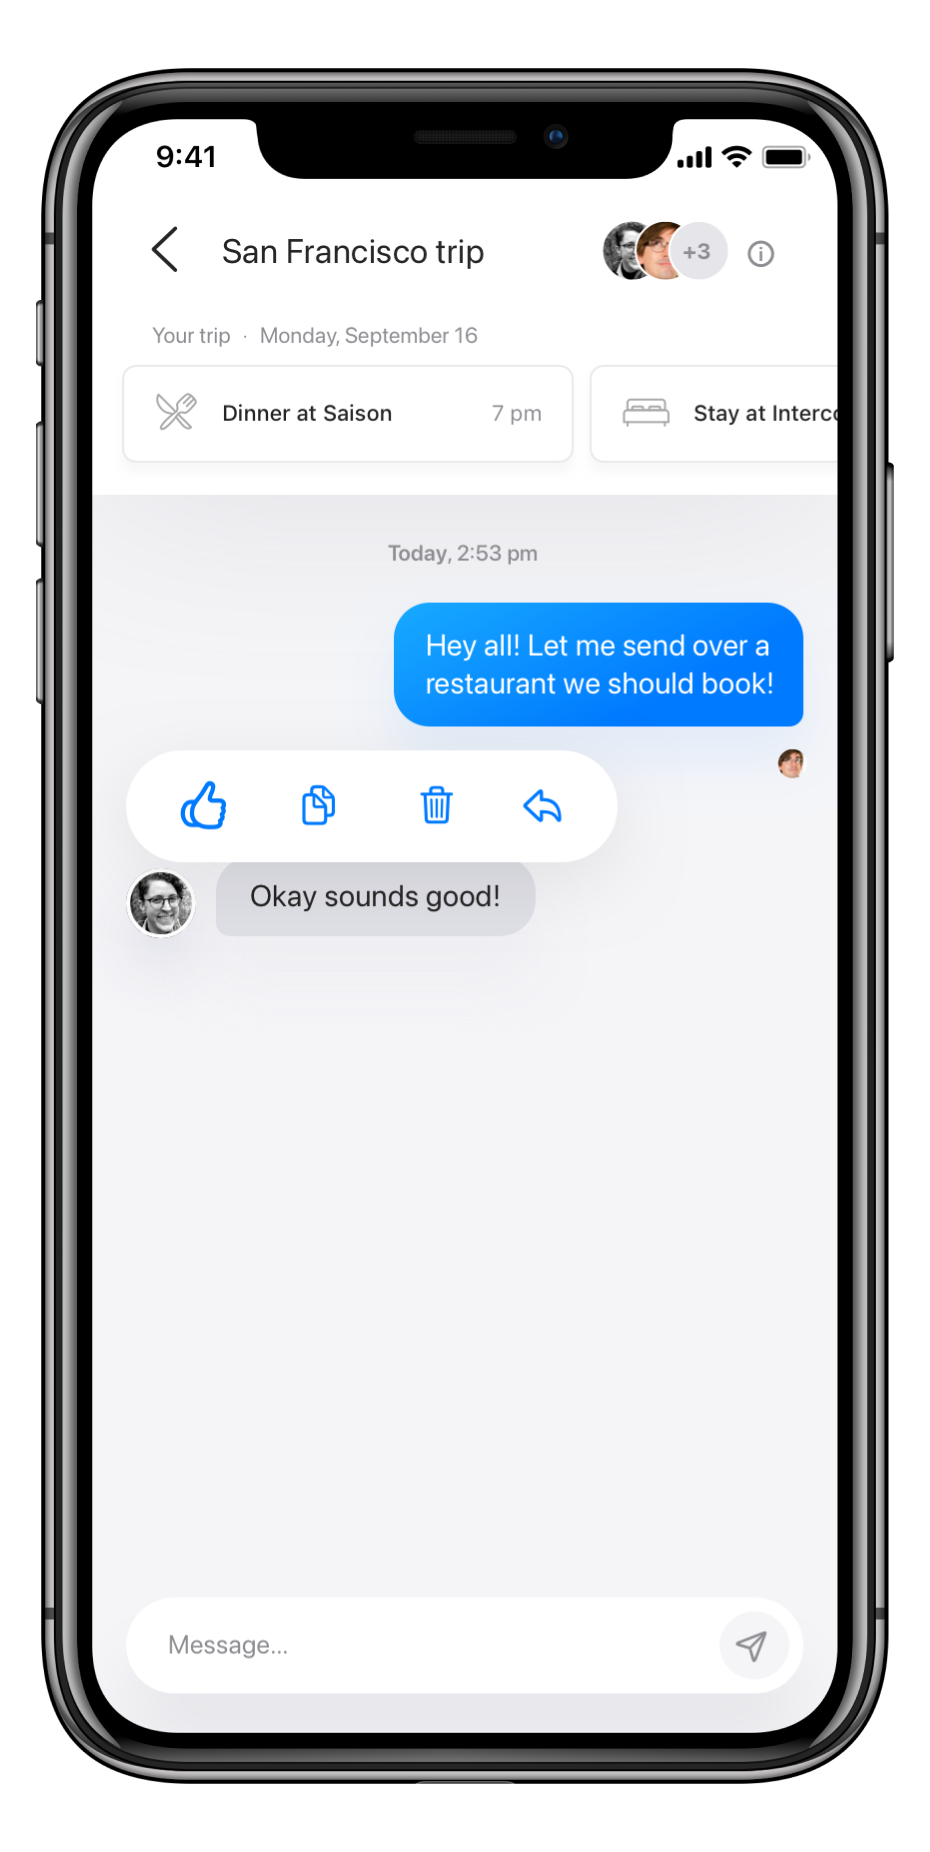 9:41
San Francisco trip
+3
Your trip · Monday, September 16
Dinner at Saison
7 pm
Stay at Interco
Today, 2:53 pm
Hey all! Let me send over a
restaurant we should book!
Okay sounds good!
Message...